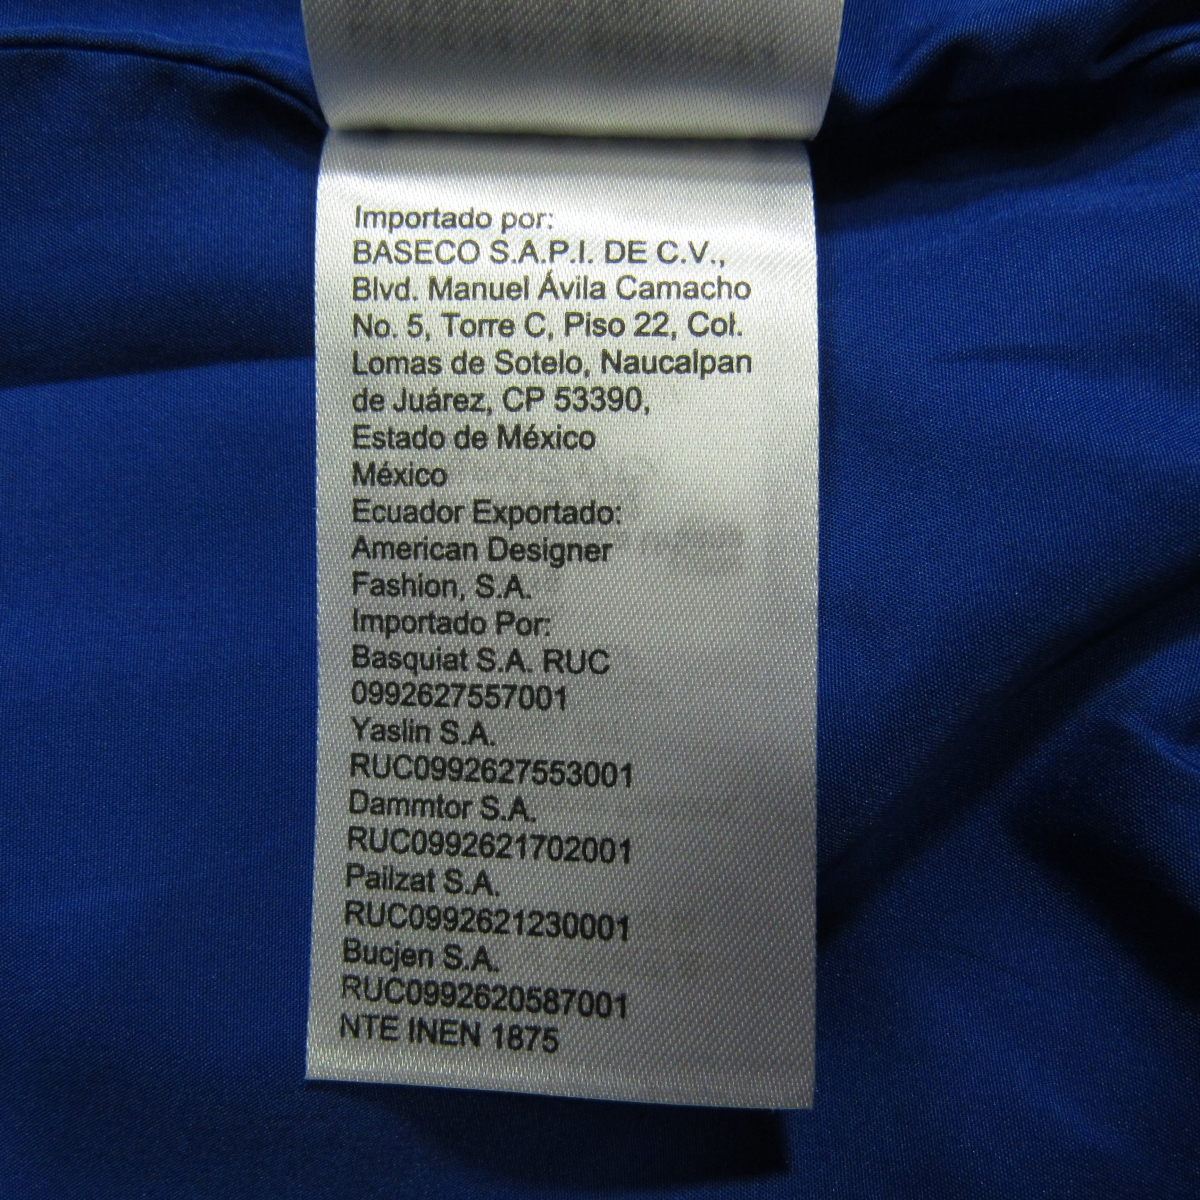 Importado por:
BASECO S.A.P.I. DE C.V.,
Blvd. Manuel Ávila Camacho
No. 5, Torre C, Piso 22, Col.
Lomas de Sotelo, Naucalpan
de Juárez, CP 53390,
Estado de México
México
Ecuador Exportado:
American Designer
Fashion, S.A.
Importado Por:
Basquiat S.A. RUC
0992627557001
Yaslin S.A.
RUC0992627553001
Dammtor S.A.
RUC0992621702001
Pailzat S.A.
RUC0992621230001
Bucjen S.A.
RUC0992620587001
NTE INEN 1875